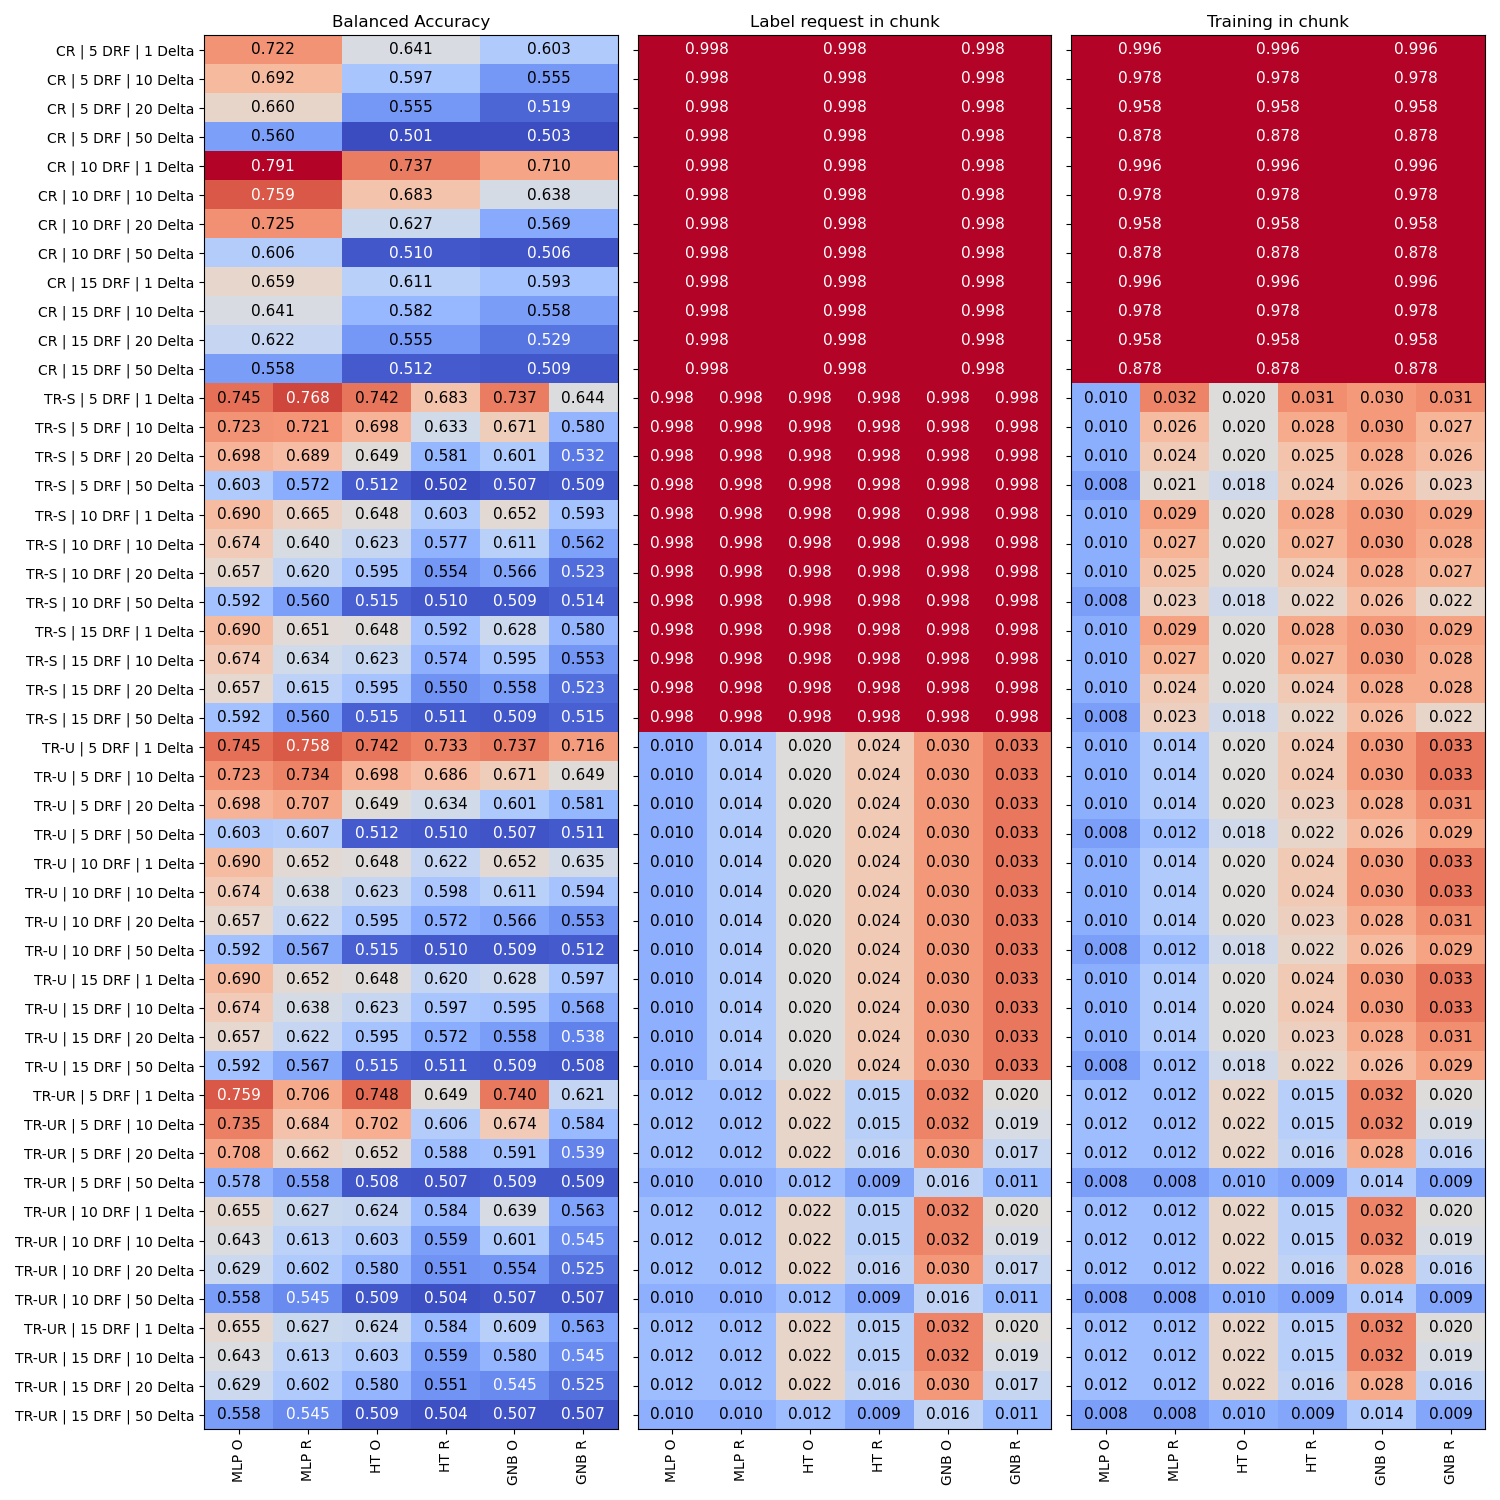 Balanced Accuracy Label request in chunk Training in chunk
CR | 5 DRF | 1 Delta 0.722 0.641 0.603 0.998 0.998 0.998 0.996 0.996 0.996
CR | 5 DRF | 10 Delta 0.692 0.597 0.555 0.998 0.998 0.998 0.978 0.978 0.978
CR | 5 DRF | 20 Delta 0.660 0.555 0.519 0.998 0.998 0.998 0.958 0.958 0.958
CR | 5 DRF | 50 Delta 0.560 0.501 0.503 0.998 0.998 0.998 0.878 0.878 0.878
CR | 10 DRF | 1 Delta 0.791 0.737 0.710 0.998 0.998 0.998 0.996 0.996 0.996
CR | 10 DRF | 10 Delta 0.759 0.683 0.638 0.998 0.998 0.998 0.978 0.978 0.978
CR | 10 DRF | 20 Delta 0.725 0.627 0.569 0.998 0.998 0.998 0.958 0.958 0.958
CR | 10 DRF | 50 Delta 0.606 0.510 0.506 0.998 0.998 0.998 0.878 0.878 0.878
CR | 15 DRF | 1 Delta 0.659 0.611 0.593 0.998 0.998 0.998 0.996 0.996 0.996
CR | 15 DRF | 10 Delta 0.641 0.582 0.558 0.998 0.998 0.998 0.978 0.978 0.978
CR | 15 DRF | 20 Delta 0.622 0.555 0.529 0.998 0.998 0.998 0.958 0.958 0.958
CR | 15 DRF | 50 Delta 0.558 0.512 0.509 0.998 0.998 0.998 0.878 0.878 0.878
TR-S | 5 DRF | 1 Delta 0.745 0.768 0.742 0.683 0.737 0.644 0.998 0.998 0.998 0.998 0.998 0.998 0.010 0.032 0.020 0.031 0.030 0.031
TR-S | 5 DRF | 10 Delta 0.723 0.721 0.698 0.633 0.671 0.580 0.998 0.998 0.998 0.998 0.998 0.998 0.010 0.026 0.020 0.028 0.030 0.027
TR-S | 5 DRF | 20 Delta 0.698 0.689 0.649 0.581 0.601 0.532 0.998 0.998 0.998 0.998 0.998 0.998 0.010 0.024 0.020 0.025 0.028 0.026
TR-S | 5 DRF | 50 Delta 0.603 0.572 0.512 0.502 0.507 0.509 0.998 0.998 0.998 0.998 0.998 0.998 0.008 0.021 0.018 0.024 0.026 0.023
TR-S | 10 DRF | 1 Delta 0.690 0.665 0.648 0.603 0.652 0.593 0.998 0.998 0.998 0.998 0.998 0.998 0.010 0.029 0.020 0.028 0.030 0.029
TR-S | 10 DRF | 10 Delta 0.674 0.640 0.623 0.577 0.611 0.562 0.998 0.998 0.998 0.998 0.998 0.998 0.010 0.027 0.020 0.027 0.030 0.028
TR-S | 10 DRF | 20 Delta 0.657 0.620 0.595 0.554 0.566 0.523 0.998 0.998 0.998 0.998 0.998 0.998 0.010 0.025 0.020 0.024 0.028 0.027
TR-S | 10 DRF | 50 Delta 0.592 0.560 0.515 0.510 0.509 0.514 0.998 0.998 0.998 0.998 0.998 0.998 0.008 0.023 0.018 0.022 0.026 0.022
TR-S | 15 DRF | 1 Delta 0.690 0.651 0.648 0.592 0.628 0.580 0.998 0.998 0.998 0.998 0.998 0.998 0.010 0.029 0.020 0.028 0.030 0.029
TR-S | 15 DRF | 10 Delta 0.674 0.634 0.623 0.574 0.595 0.553 0.998 0.998 0.998 0.998 0.998 0.998 0.010 0.027 0.020 0.027 0.030 0.028
TR-S | 15 DRF | 20 Delta 0.657 0.615 0.595 0.550 0.558 0.523 0.998 0.998 0.998 0.998 0.998 0.998 0.010 0.024 0.020 0.024 0.028 0.028
TR-S | 15 DRF | 50 Delta 0.592 0.560 0.515 0.511 0.509 0.515 0.998 0.998 0.998 0.998 0.998 0.998 0.008 0.023 0.018 0.022 0.026 0.022
TR-U | 5 DRF | 1 Delta 0.745 0.758 0.742 0.733 0.737 0.716 0.010 0.014 0.020 0.024 0.030 0.033 0.010 0.014 0.020 0.024 0.030 0.033
TR-U | 5 DRF | 10 Delta 0.723 0.734 0.698 0.686 0.671 0.649 0.010 0.014 0.020 0.024 0.030 0.033 0.010 0.014 0.020 0.024 0.030 0.033
TR-U | 5 DRF | 20 Delta 0.698 0.707 0.649 0.634 0.601 0.581 0.010 0.014 0.020 0.024 0.030 0.033 0.010 0.014 0.020 0.023 0.028 0.031
TR-U | 5 DRF | 50 Delta 0.603 0.607 0.512 0.510 0.507 0.511 0.010 0.014 0.020 0.024 0.030 0.033 0.008 0.012 0.018 0.022 0.026 0.029
TR-U | 10 DRF | 1 Delta 0.690 0.652 0.648 0.622 0.652 0.635 0.010 0.014 0.020 0.024 0.030 0.033 0.010 0.014 0.020 0.024 0.030 0.033
TR-U | 10 DRF | 10 Delta 0.674 0.638 0.623 0.598 0.611 0.594 0.010 0.014 0.020 0.024 0.030 0.033 0.010 0.014 0.020 0.024 0.030 0.033
TR-U | 10 DRF | 20 Delta 0.657 0.622 0.595 0.572 0.566 0.553 0.010 0.014 0.020 0.024 0.030 0.033 0.010 0.014 0.020 0.023 0.028 0.031
TR-U | 10 DRF | 50 Delta 0.592 0.567 0.515 0.510 0.509 0.512 0.010 0.014 0.020 0.024 0.030 0.033 0.008 0.012 0.018 0.022 0.026 0.029
TR-U | 15 DRF | 1 Delta 0.690 0.652 0.648 0.620 0.628 0.597 0.010 0.014 0.020 0.024 0.030 0.033 0.010 0.014 0.020 0.024 0.030 0.033
TR-U | 15 DRF | 10 Delta 0.674 0.638 0.623 0.597 0.595 0.568 0.010 0.014 0.020 0.024 0.030 0.033 0.010 0.014 0.020 0.024 0.030 0.033
TR-U | 15 DRF | 20 Delta 0.657 0.622 0.595 0.572 0.558 0.538 0.010 0.014 0.020 0.024 0.030 0.033 0.010 0.014 0.020 0.023 0.028 0.031
TR-U | 15 DRF | 50 Delta 0.592 0.567 0.515 0.511 0.509 0.508 0.010 0.014 0.020 0.024 0.030 0.033 0.008 0.012 0.018 0.022 0.026 0.029
TR-UR | 5 DRF | 1 Delta 0.759 0.706 0.748 0.649 0.740 0.621 0.012 0.012 0.022 0.015 0.032 0.020 0.012 0.012 0.022 0.015 0.032 0.020
TR-UR | 5 DRF | 10 Delta 0.735 0.684 0.702 0.606 0.674 0.584 0.012 0.012 0.022 0.015 0.032 0.019 0.012 0.012 0.022 0.015 0.032 0.019
TR-UR | 5 DRF | 20 Delta 0.708 0.662 0.652 0.588 0.591 0.539 0.012 0.012 0.022 0.016 0.030 0.017 0.012 0.012 0.022 0.016 0.028 0.016
TR-UR | 5 DRF | 50 Delta 0.578 0.558 0.508 0.507 0.509 0.509 0.010 0.010 0.012 0.009 0.016 0.011 0.008 0.008 0.010 0.009 0.014 0.009
TR-UR | 10 DRF | 1 Delta 0.655 0.627 0.624 0.584 0.639 0.563 0.012 0.012 0.022 0.015 0.032 0.020 0.012 0.012 0.022 0.015 0.032 0.020
TR-UR | 10 DRF | 10 Delta 0.643 0.613 0.603 0.559 0.601 0.545 0.012 0.012 0.022 0.015 0.032 0.019 0.012 0.012 0.022 0.015 0.032 0.019
TR-UR | 10 DRF | 20 Delta 0.629 0.602 0.580 0.551 0.554 0.525 0.012 0.012 0.022 0.016 0.030 0.017 0.012 0.012 0.022 0.016 0.028 0.016
TR-UR | 10 DRF | 50 Delta 0.558 0.545 0.509 0.504 0.507 0.507 0.010 0.010 0.012 0.009 0.016 0.011 0.008 0.008 0.010 0.009 0.014 0.009
TR-UR | 15 DRF | 1 Delta 0.655 0.627 0.624 0.584 0.609 0.563 0.012 0.012 0.022 0.015 0.032 0.020 0.012 0.012 0.022 0.015 0.032 0.020
TR-UR | 15 DRF | 10 Delta 0.643 0.613 0.603 0.559 0.580 0.545 0.012 0.012 0.022 0.015 0.032 0.019 0.012 0.012 0.022 0.015 0.032 0.019
TR-UR | 15 DRF | 20 Delta 0.629 0.602 0.580 0.551 0.545 0.525 0.012 0.012 0.022 0.016 0.030 0.017 0.012 0.012 0.022 0.016 0.028 0.016
TR-UR | 15 DRF | 50 Delta 0.558 0.545 0.509 0.504 0.507 0.507 0.010 0.010 0.012 0.009 0.016 0.011 0.008 0.008 0.010 0.009 0.014 0.009
MLP O MLP R HT O HT R GNB O GNB R MLP O MLP R HT O HT R GNB O GNB R MLP O MLP R HT O HT R GNB O GNB R